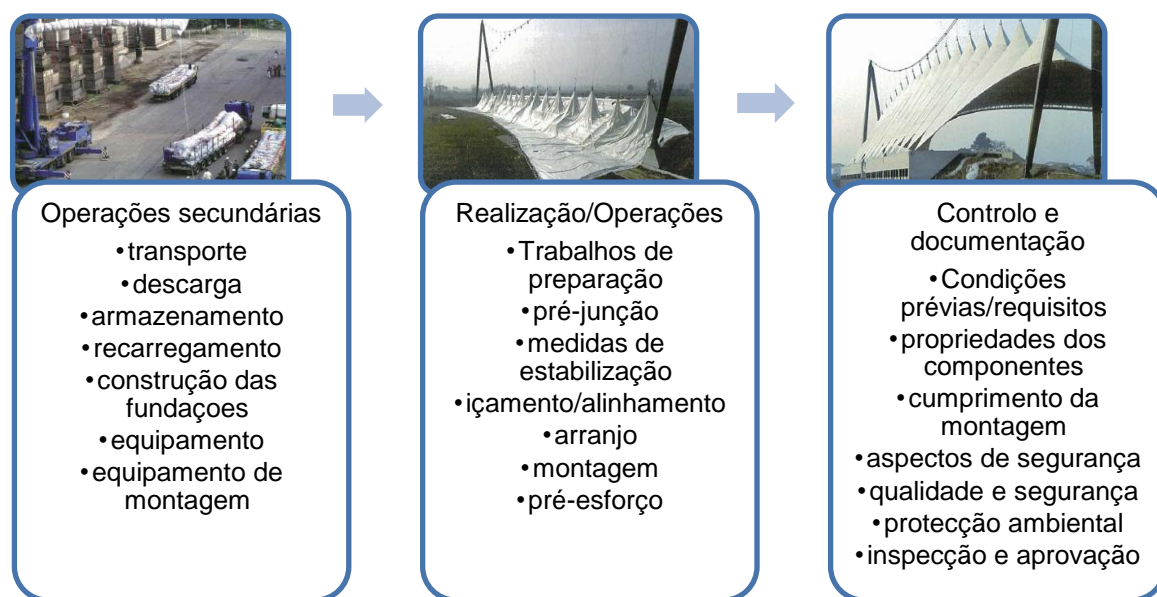 Operações secundárias
•transporte
•descarga
•armazenamento
•recarregamento
•construção das
fundaçoes
•equipamento
•equipamento de
montagem
Realização/Operações
•Trabalhos de
preparação
•pré-junção
•medidas de
estabilização
•içamento/alinhamento
•arranjo
•montagem
•pré-esforço
Controlo e
documentação
•Condições
prévias/requisitos
•propriedades dos
componentes
•cumprimento da
montagem
•aspectos de segurança
•qualidade e segurança
•protecção ambiental
•inspecção e aprovação